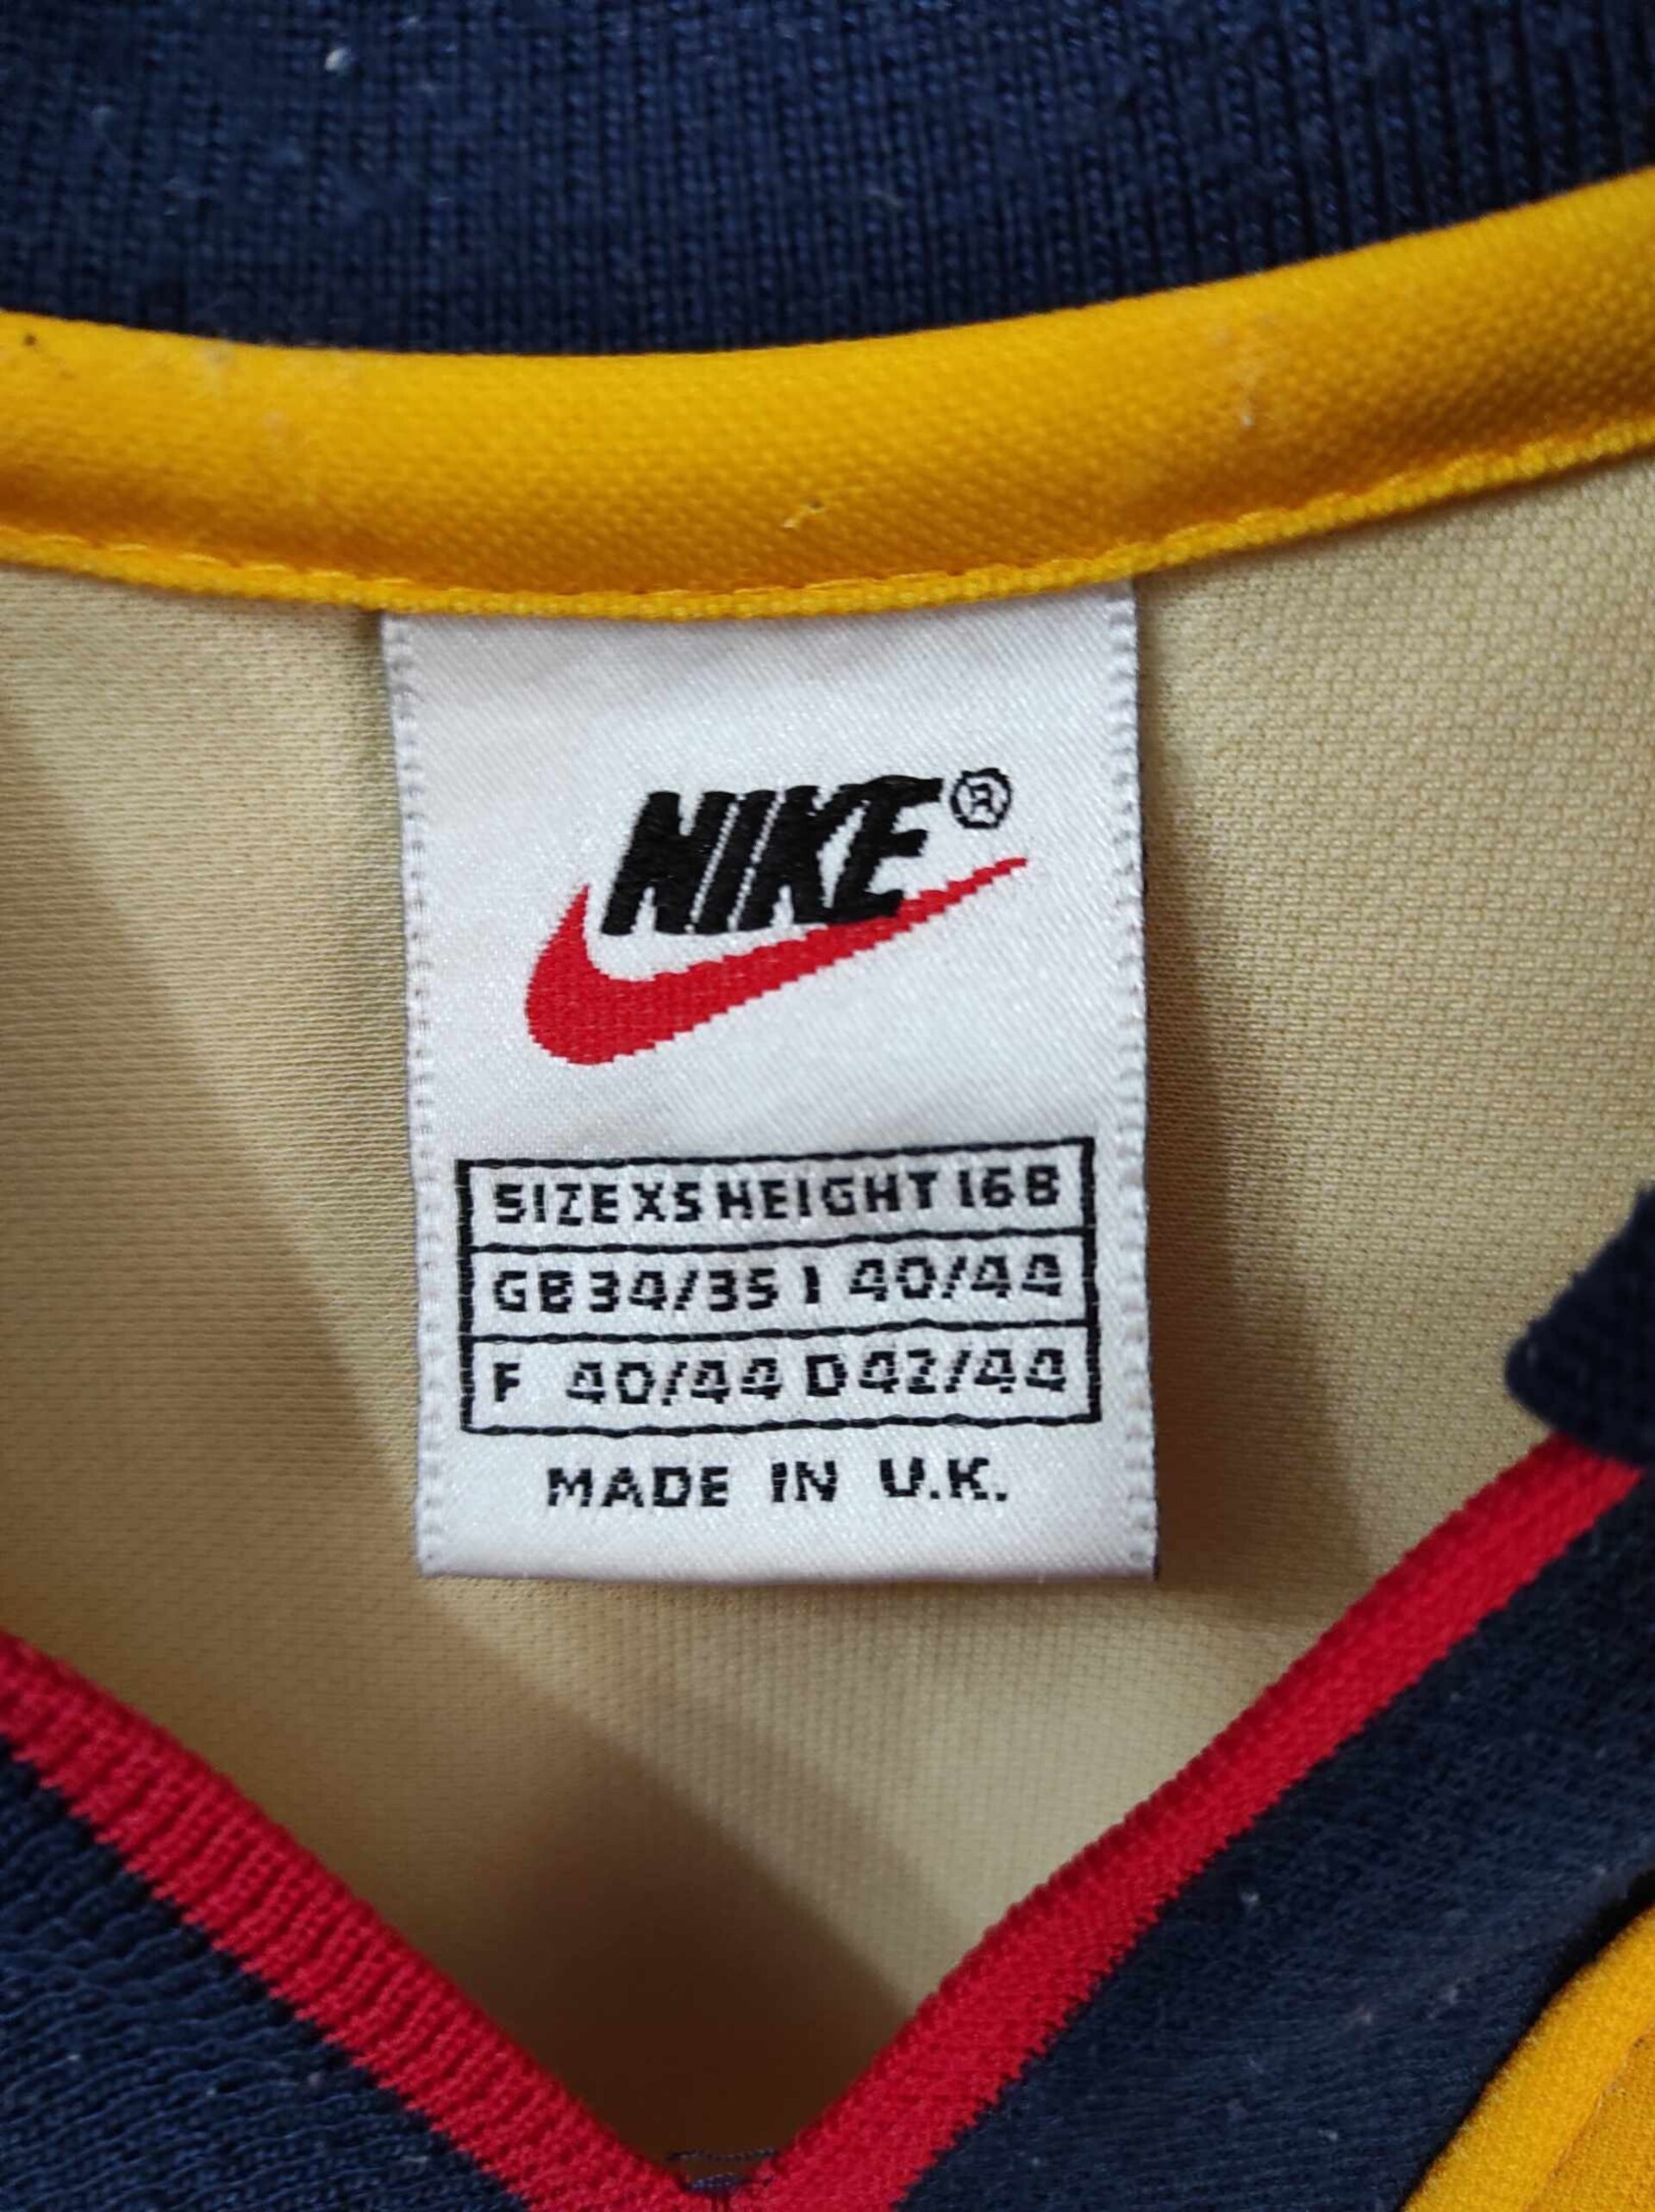 NIKE®
SIZE XS HEIGHT 168
GB 34/35 I 40/44
F 40/44 D 42/44
MADE IN U.K.